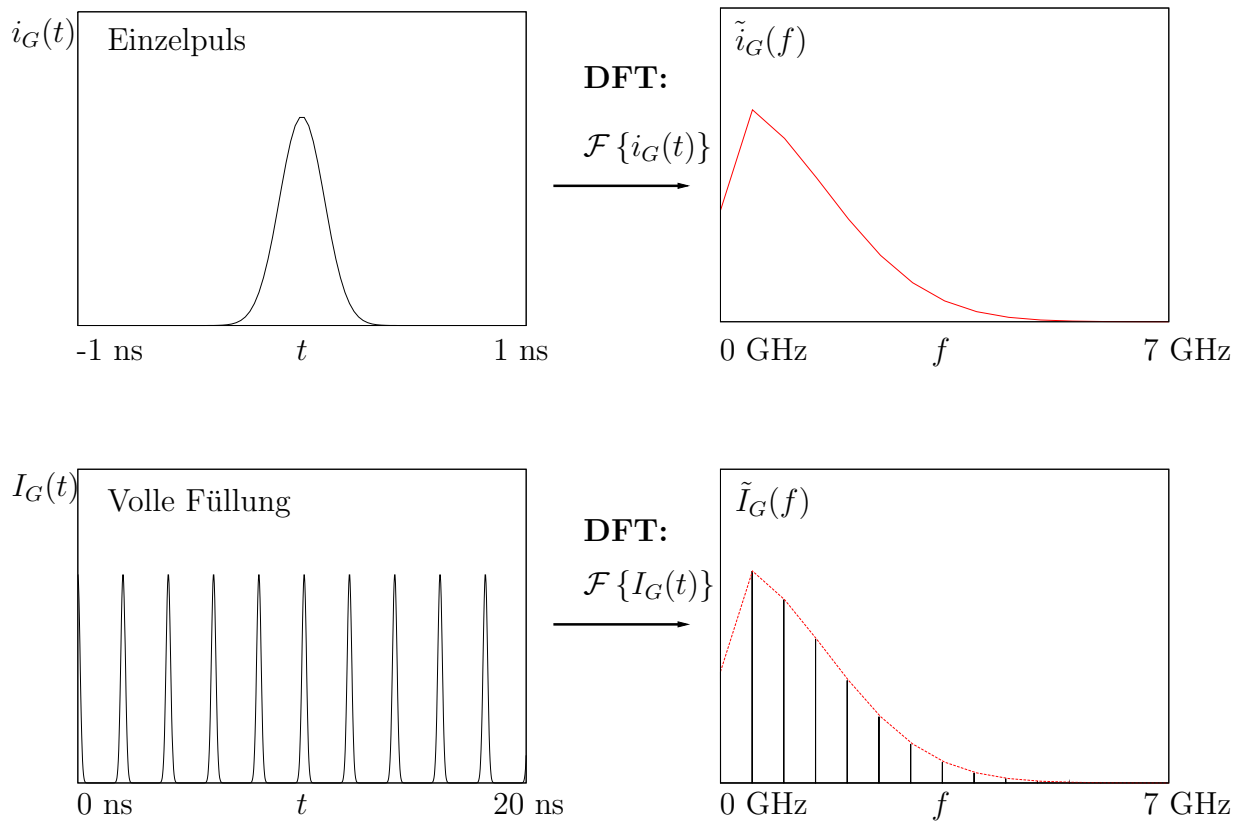 i_G(t)
Einzelpuls
-1 ns t 1 ns
DFT:
ℱ {i_G(t)}
ĩ_G(f)
0 GHz f 7 GHz
I_G(t)
Volle Füllung
0 ns t 20 ns
DFT:
ℱ {I_G(t)}
Ĩ_G(f)
0 GHz f 7 GHz